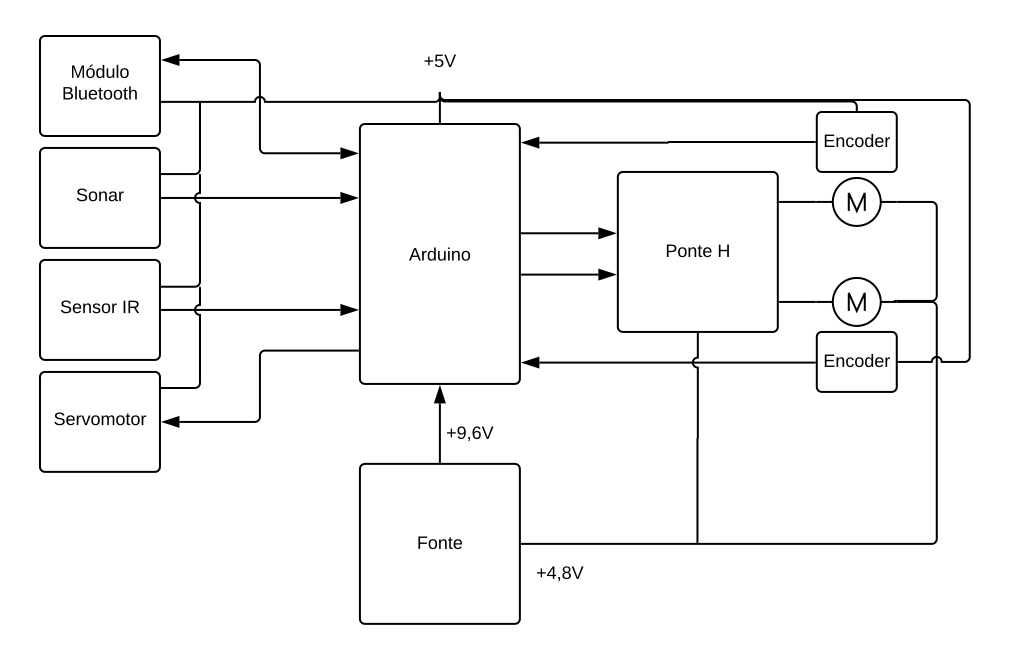 +5V
Módulo
Bluetooth
Encoder
Sonar
M
Arduino
Ponte H
Sensor IR
M
Encoder
Servomotor
+9,6V
Fonte
+4,8V